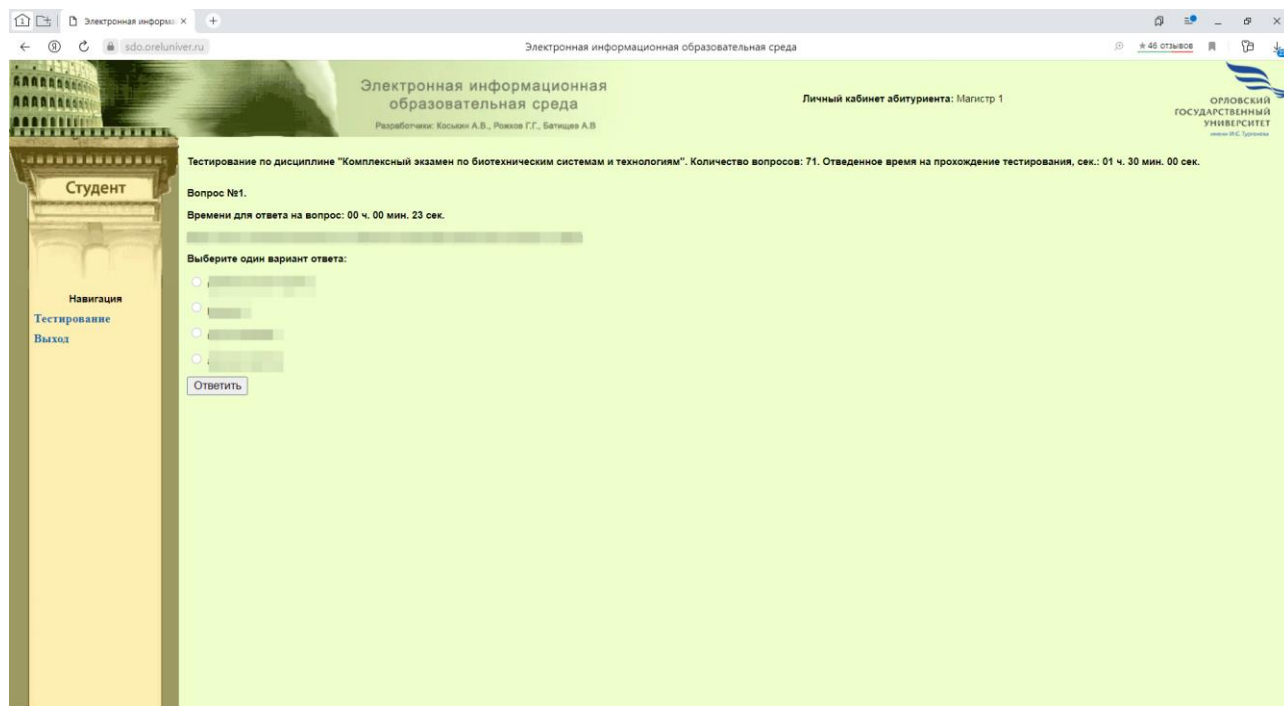 Электронная информа
sdo.oreluniver.ru
Электронная информационная образовательная среда
★ 46 отзывов
Электронная информационная
образовательная среда
Разработчики: Коськин А.В., Рожков Г.Г., Батищев А.В
Личный кабинет абитуриента: Магистр 1
ОРЛОВСКИЙ
ГОСУДАРСТВЕННЫЙ
УНИВЕРСИТЕТ
имени И.С. Тургенева
Студент
Навигация
Тестирование
Выход
Тестирование по дисциплине "Комплексный экзамен по биотехническим системам и технологиям". Количество вопросов: 71. Отведенное время на прохождение тестирования, сек.: 01 ч. 30 мин. 00 сек.
Вопрос №1.
Времени для ответа на вопрос: 00 ч. 00 мин. 23 сек.
Выберите один вариант ответа:
Ответить